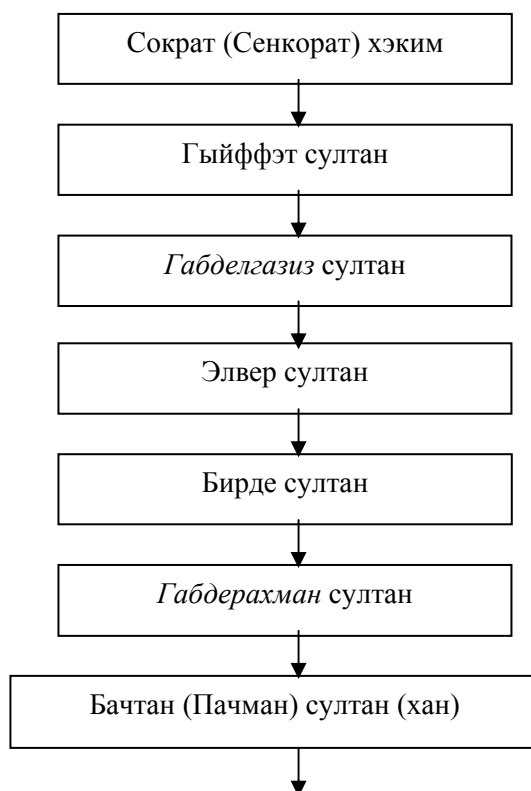 Сократ (Сенкорат) хэким
Гыйффэт султан
Габделгазиз султан
Элвер султан
Бирде султан
Габдерахман султан
Бачтан (Пачман) султан (хан)